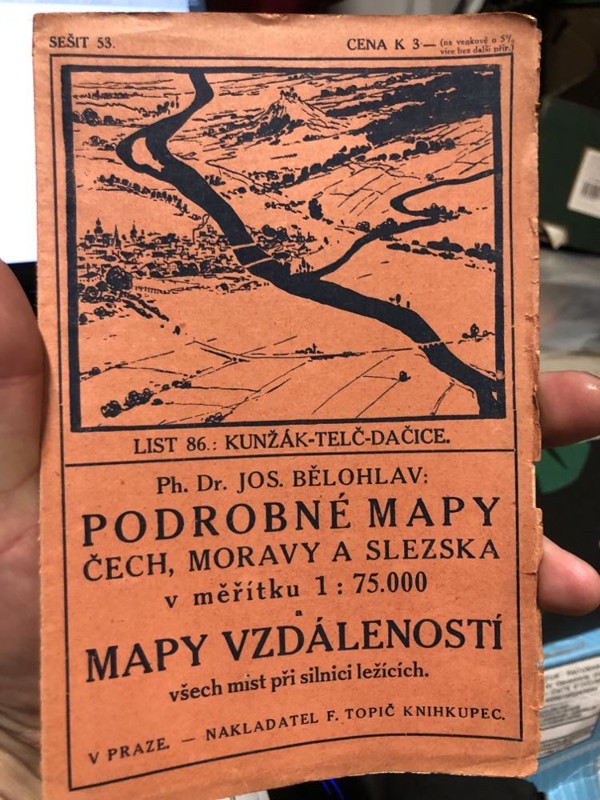 SEŠIT 53.
CENA K 3·— (na venkově o 5%
více bez další přir.)
LIST 86.: KUNŽÁK-TELČ-DAČICE.
Ph. Dr. JOS. BĚLOHLAV:
PODROBNÉ MAPY
ČECH, MORAVY A SLEZSKA
v měřítku 1 : 75.000
a
MAPY VZDÁLENOSTÍ
všech mist při silnici ležících.
V PRAZE. — NAKLADATEL F. TOPIČ KNIHKUPEC.